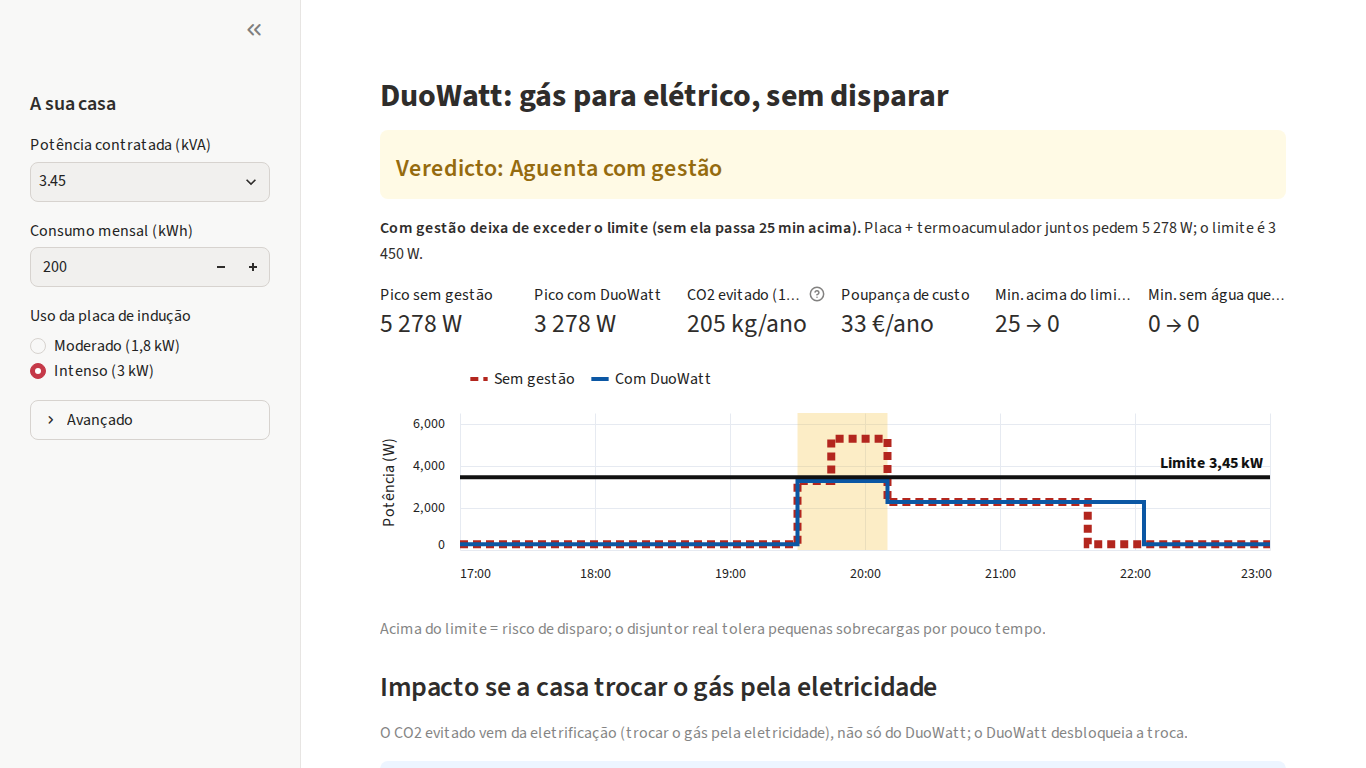 A sua casa
Potência contratada (kVA)
3.45
Consumo mensal (kWh)
200
Uso da placa de indução
Moderado (1,8 kW)
Intenso (3 kW)
Avançado
DuoWatt: gás para elétrico, sem disparar
Veredicto: Aguenta com gestão
Com gestão deixa de exceder o limite (sem ela passa 25 min acima). Placa + termoacumulador juntos pedem 5 278 W; o limite é 3
450 W.
Pico sem gestão
5 278 W
Pico com DuoWatt
3 278 W
CO2 evitado (1…
205 kg/ano
Poupança de custo
33 €/ano
Min. acima do limi…
25 → 0
Min. sem água que…
0 → 0
Sem gestão Com DuoWatt
Potência (W)
6,000
4,000
2,000
0
Limite 3,45 kW
17:00 18:00 19:00 20:00 21:00 22:00 23:00
Acima do limite = risco de disparo; o disjuntor real tolera pequenas sobrecargas por pouco tempo.
Impacto se a casa trocar o gás pela eletricidade
O CO2 evitado vem da eletrificação (trocar o gás pela eletricidade), não só do DuoWatt; o DuoWatt desbloqueia a troca.